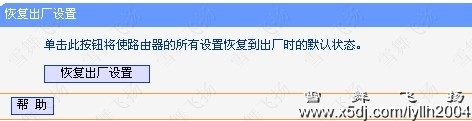 恢复出厂设置
单击此按钮将使路由器的所有设置恢复到出厂时的默认状态。
恢复出厂设置
帮 助
雪 舞 飞 扬
www.x5dj.com/lyllh2004